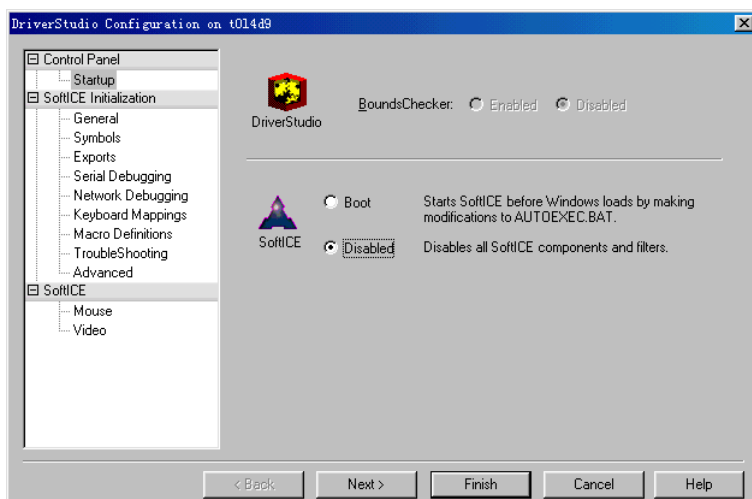 DriverStudio Configuration on t014d9
Control Panel
Startup
SoftICE Initialization
General
Symbols
Exports
Serial Debugging
Network Debugging
Keyboard Mappings
Macro Definitions
TroubleShooting
Advanced
SoftICE
Mouse
Video
DriverStudio
BoundsChecker: Enabled Disabled
SoftICE
Boot Starts SoftICE before Windows loads by making
modifications to AUTOEXEC.BAT.
Disabled Disables all SoftICE components and filters.
< Back Next > Finish Cancel Help